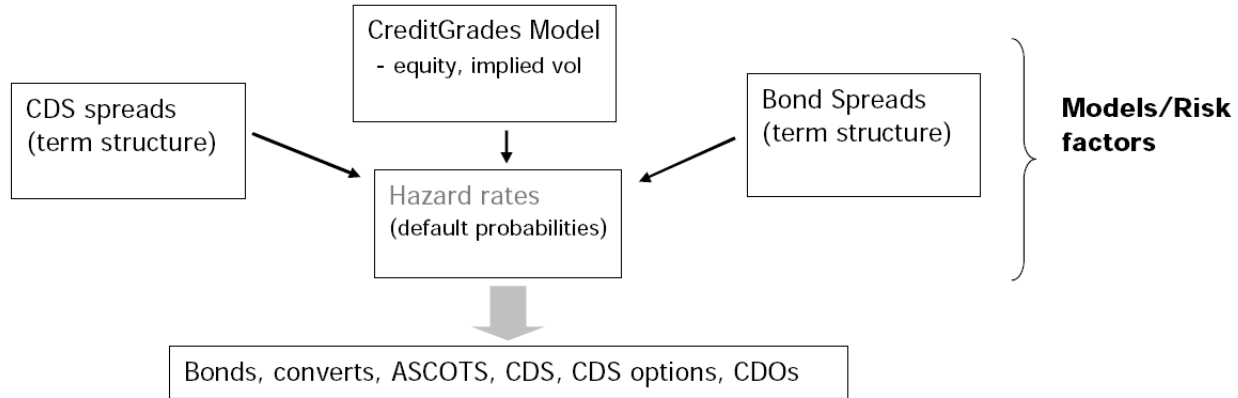 CreditGrades Model
- equity, implied vol
CDS spreads
(term structure)
Bond Spreads
(term structure)
Models/Risk
factors
Hazard rates
(default probabilities)
Bonds, converts, ASCOTS, CDS, CDS options, CDOs